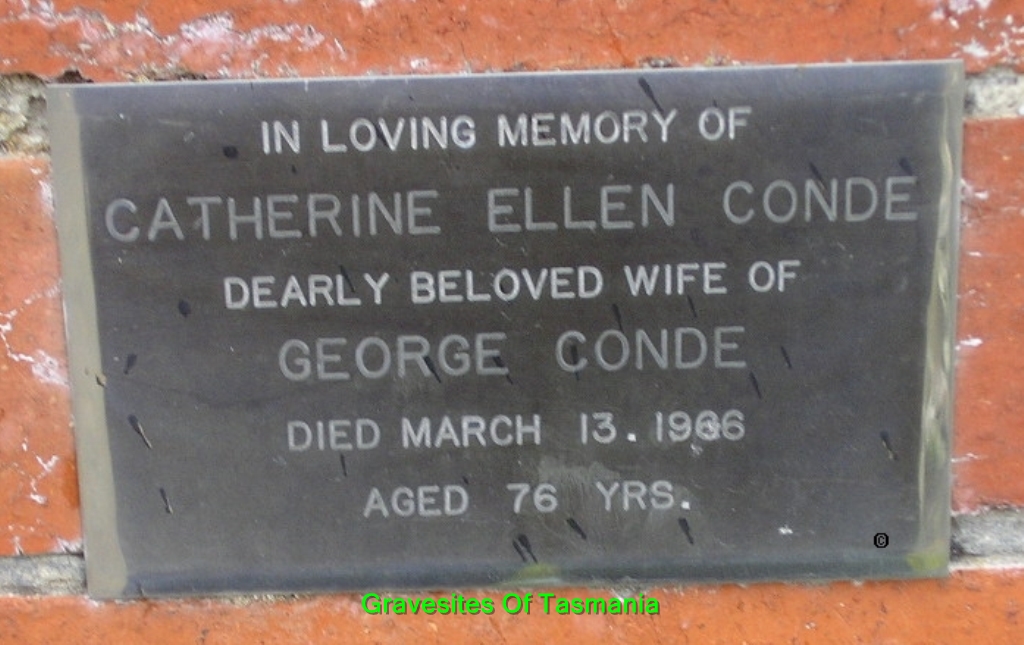 IN LOVING MEMORY OF
CATHERINE ELLEN CONDE
DEARLY BELOVED WIFE OF
GEORGE CONDE
DIED MARCH 13. 1966
AGED 76 YRS.
©
Gravesites Of Tasmania